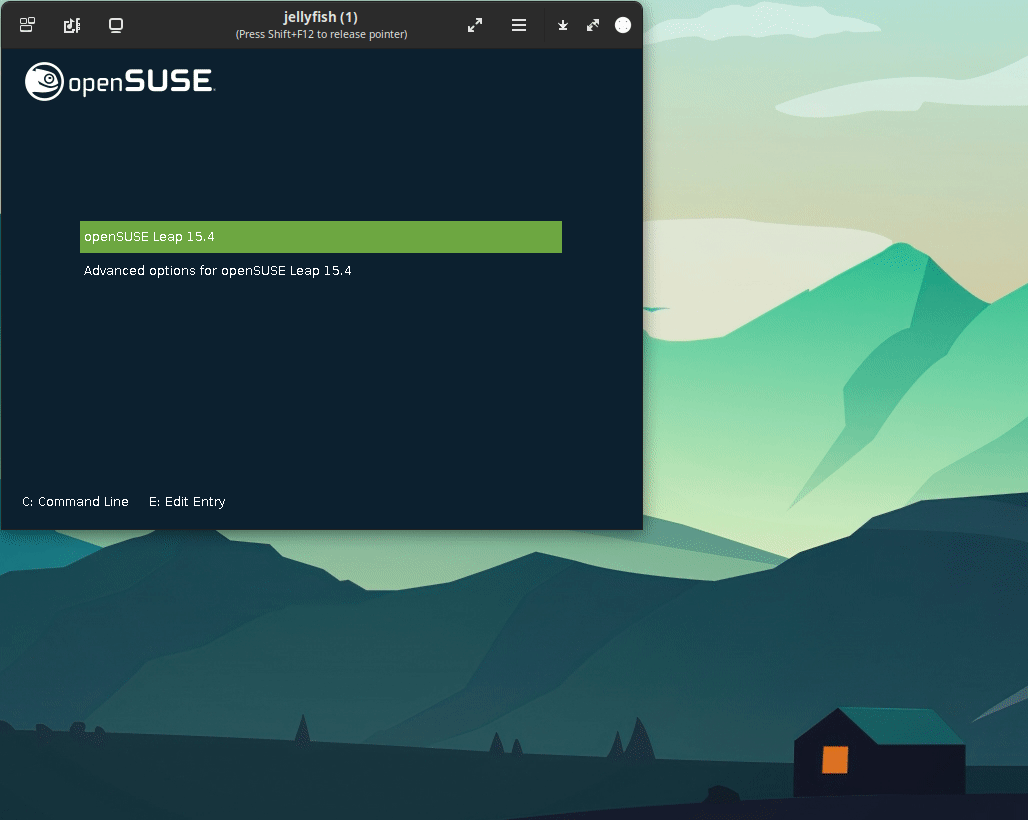 jellyfish (1)
(Press Shift+F12 to release pointer)
openSUSE
openSUSE Leap 15.4
Advanced options for openSUSE Leap 15.4
C: Command Line E: Edit Entry